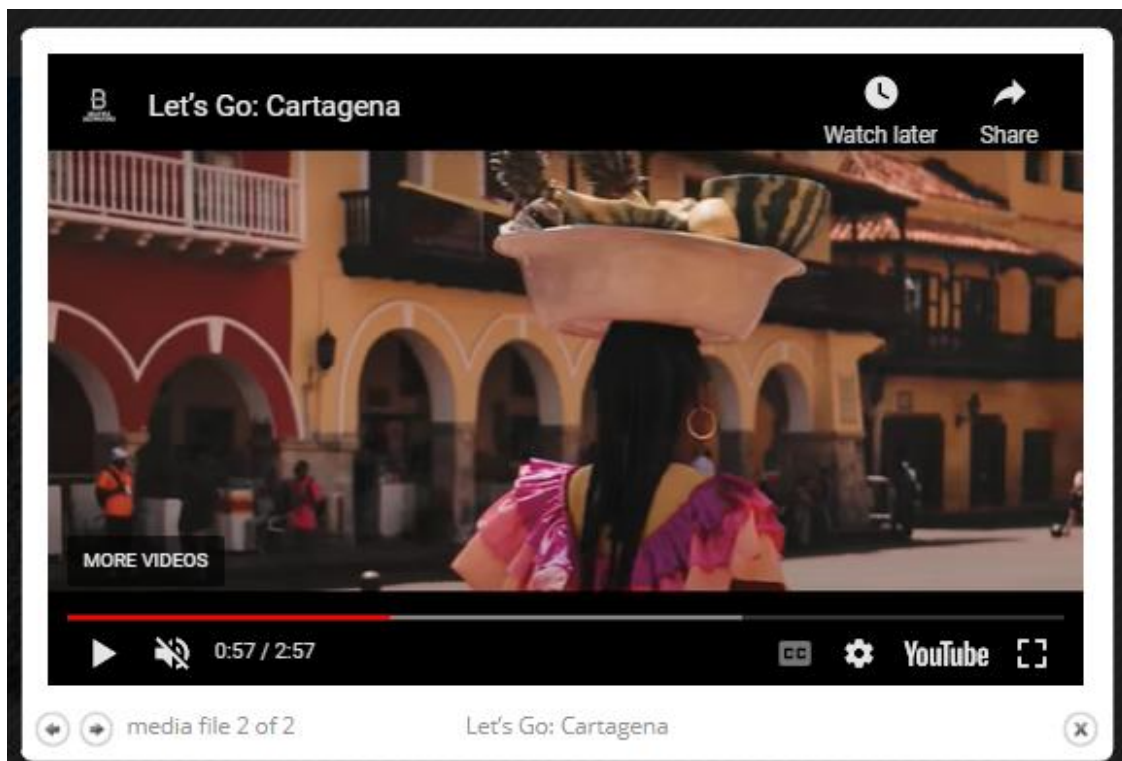 B
Let's Go: Cartagena
Watch later
Share
MORE VIDEOS
0:57 / 2:57
CC
YouTube
media file 2 of 2
Let's Go: Cartagena
x